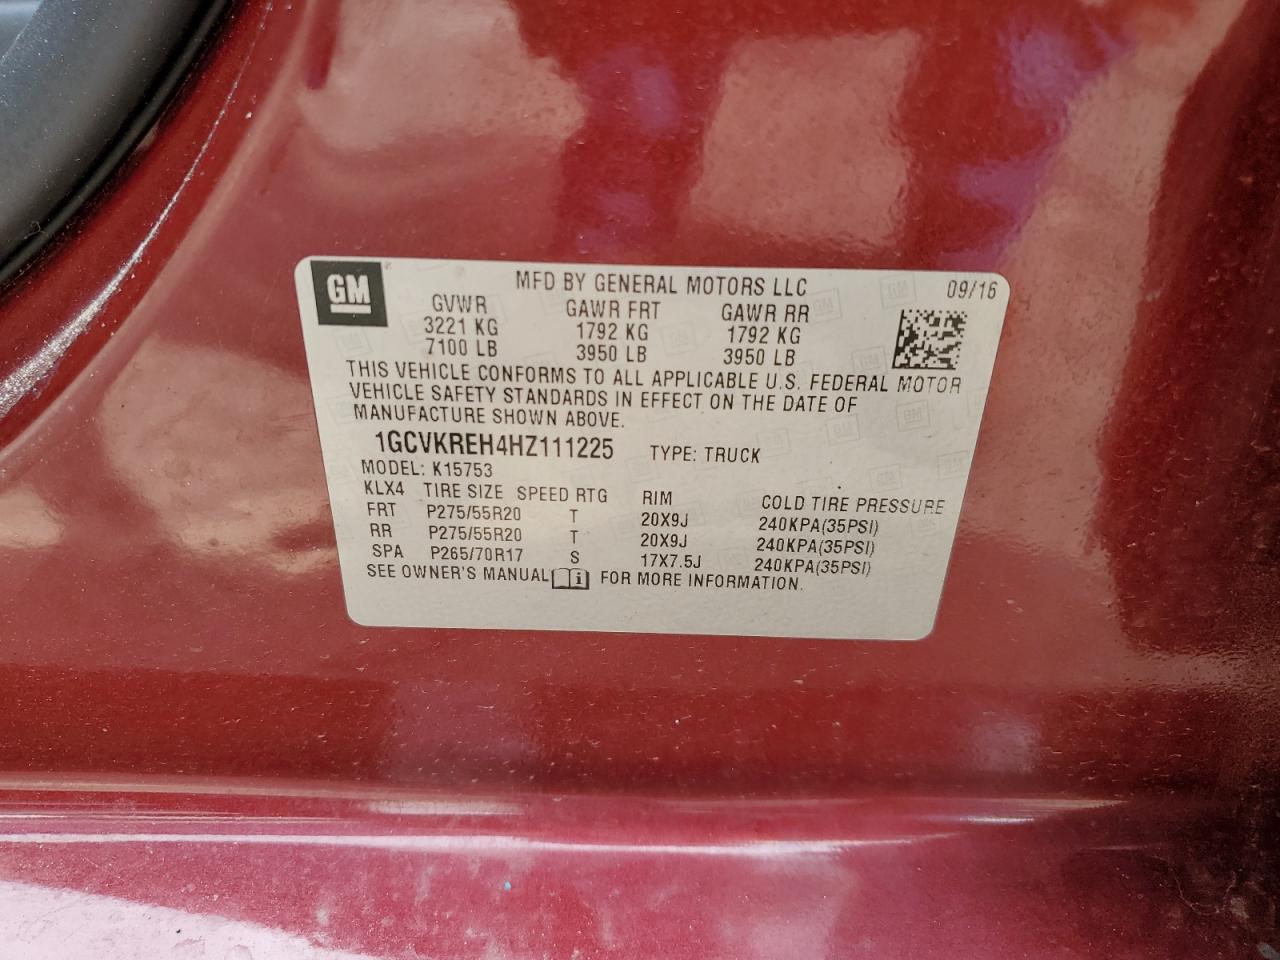 GM
MFD BY GENERAL MOTORS LLC 09/16
GVWR GAWR FRT GAWR RR
3221 KG 1792 KG 1792 KG
7100 LB 3950 LB 3950 LB
THIS VEHICLE CONFORMS TO ALL APPLICABLE U.S. FEDERAL MOTOR
VEHICLE SAFETY STANDARDS IN EFFECT ON THE DATE OF
MANUFACTURE SHOWN ABOVE.
1GCVKREH4HZ111225 TYPE: TRUCK
MODEL: K15753
KLX4 TIRE SIZE SPEED RTG RIM COLD TIRE PRESSURE
FRT P275/55R20 T 20X9J 240KPA(35PSI)
RR P275/55R20 T 20X9J 240KPA(35PSI)
SPA P265/70R17 S 17X7.5J 240KPA(35PSI)
SEE OWNER'S MANUAL i FOR MORE INFORMATION.